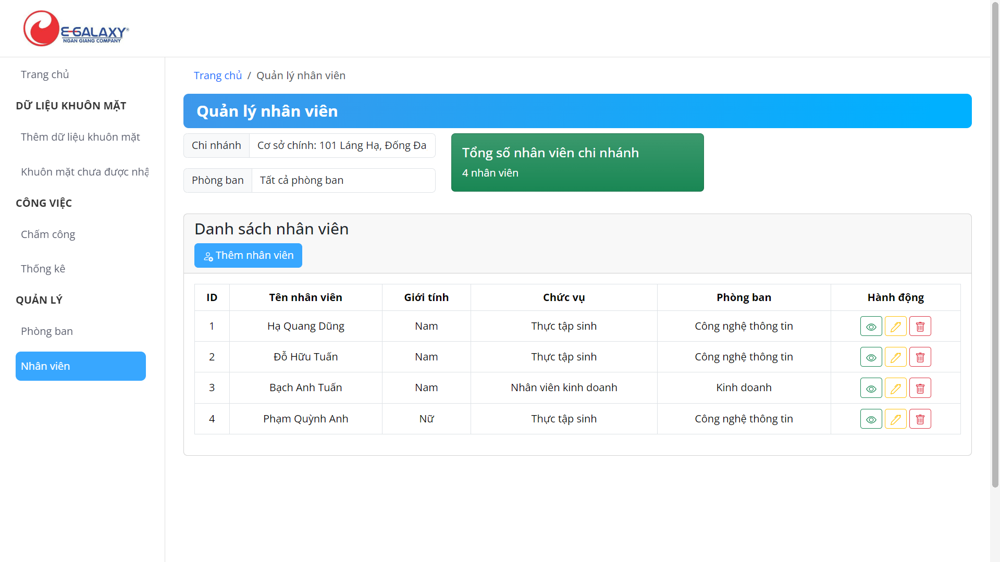 E-GALAXY®
NGAN GIANG COMPANY
Trang chủ
DỮ LIỆU KHUÔN MẶT
Thêm dữ liệu khuôn mặt
Khuôn mặt chưa được nhậ
CÔNG VIỆC
Chấm công
Thống kê
QUẢN LÝ
Phòng ban
Nhân viên
Trang chủ / Quản lý nhân viên
Quản lý nhân viên
Chi nhánh Cơ sở chính: 101 Láng Hạ, Đống Đa
Phòng ban Tất cả phòng ban
Tổng số nhân viên chi nhánh
4 nhân viên
Danh sách nhân viên
Thêm nhân viên
ID Tên nhân viên Giới tính Chức vụ Phòng ban Hành động
1 Hạ Quang Dũng Nam Thực tập sinh Công nghệ thông tin
2 Đỗ Hữu Tuấn Nam Thực tập sinh Công nghệ thông tin
3 Bạch Anh Tuấn Nam Nhân viên kinh doanh Kinh doanh
4 Phạm Quỳnh Anh Nữ Thực tập sinh Công nghệ thông tin